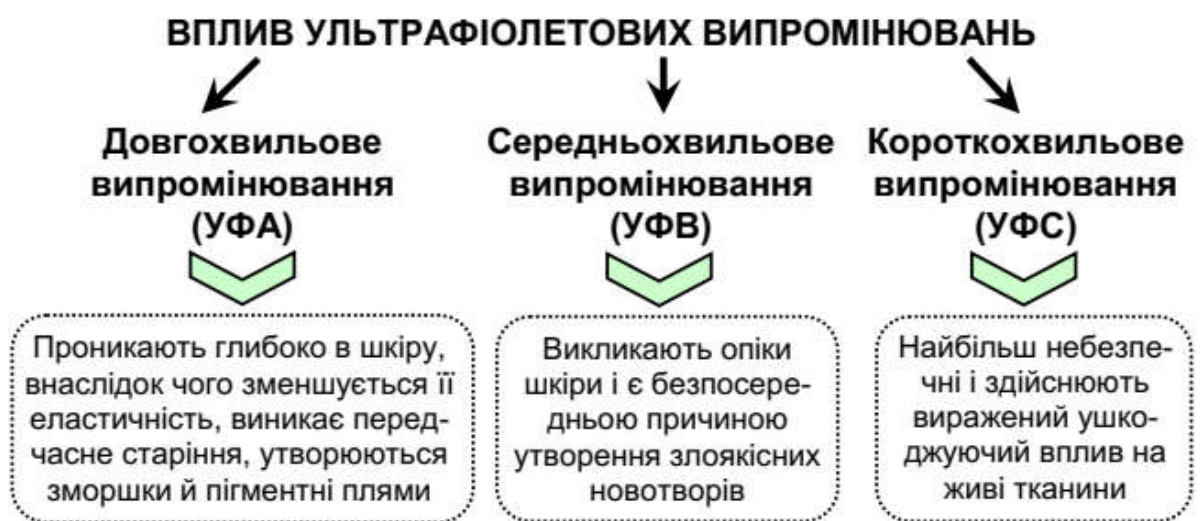 ВПЛИВ УЛЬТРАФІОЛЕТОВИХ ВИПРОМІНЮВАНЬ
Довгохвильове
випромінювання
(УФА)
Проникають глибоко в шкіру,
внаслідок чого зменшується її
еластичність, виникає перед-
часне старіння, утворюються
зморшки й пігментні плями
Середньохвильове
випромінювання
(УФВ)
Викликають опіки
шкіри і є безпосере-
дньою причиною
утворення злоякісних
новотворів
Короткохвильове
випромінювання
(УФС)
Найбільш небезпе-
чні і здійснюють
виражений ушко-
джуючий вплив на
живі тканини